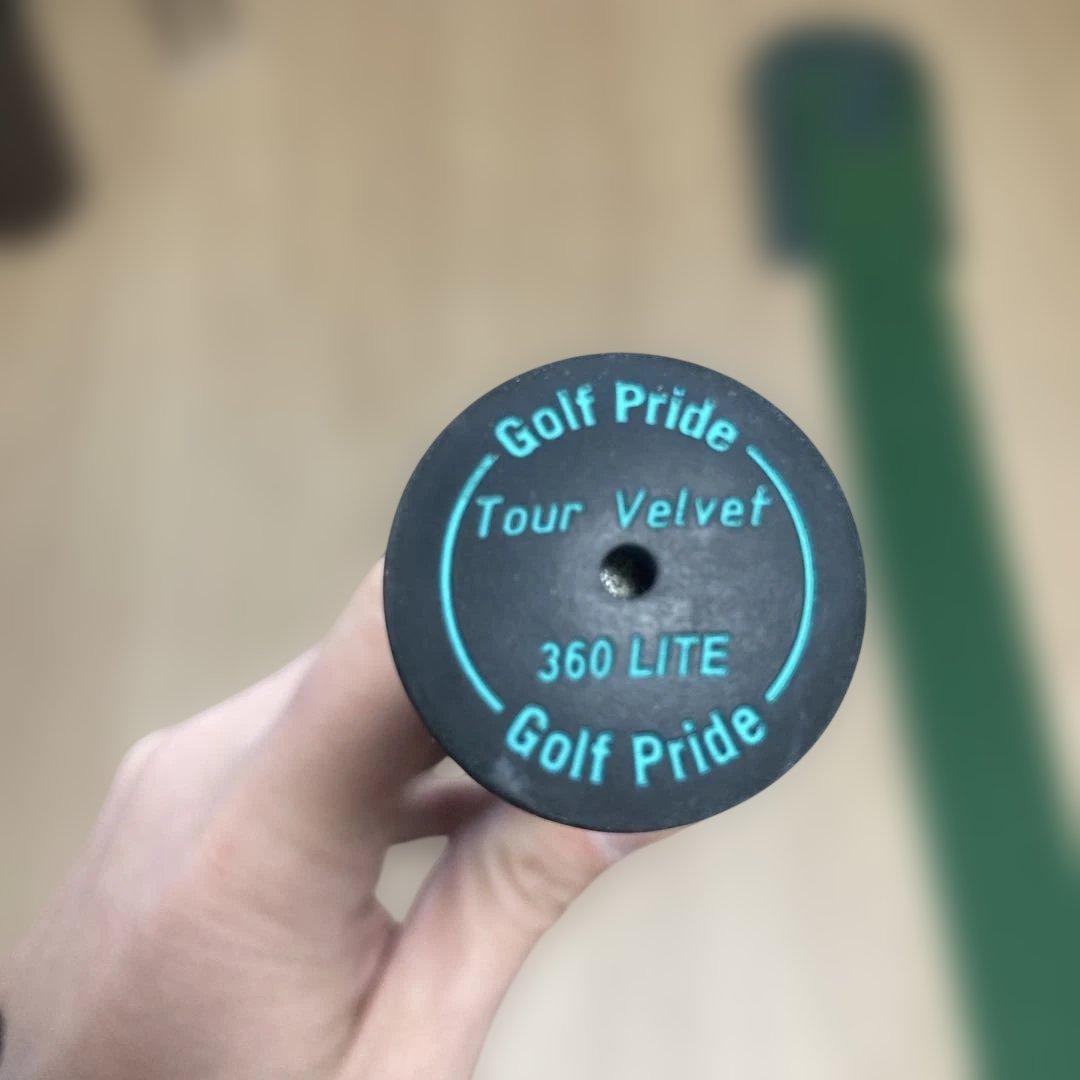 Golf Pride
Tour Velvet
360 LITE
Golf Pride